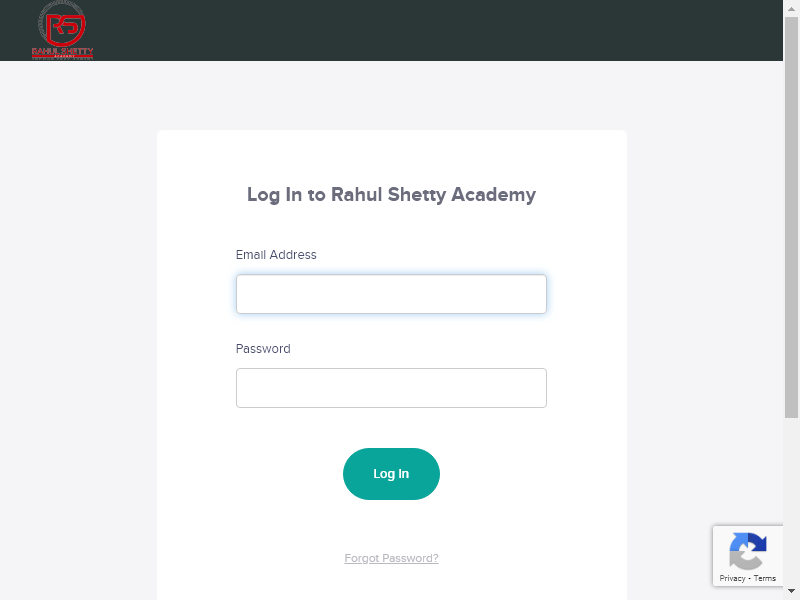 RAHUL SHETTY
Log In to Rahul Shetty Academy
Email Address
Password
Log In
Forgot Password?
Privacy - Terms